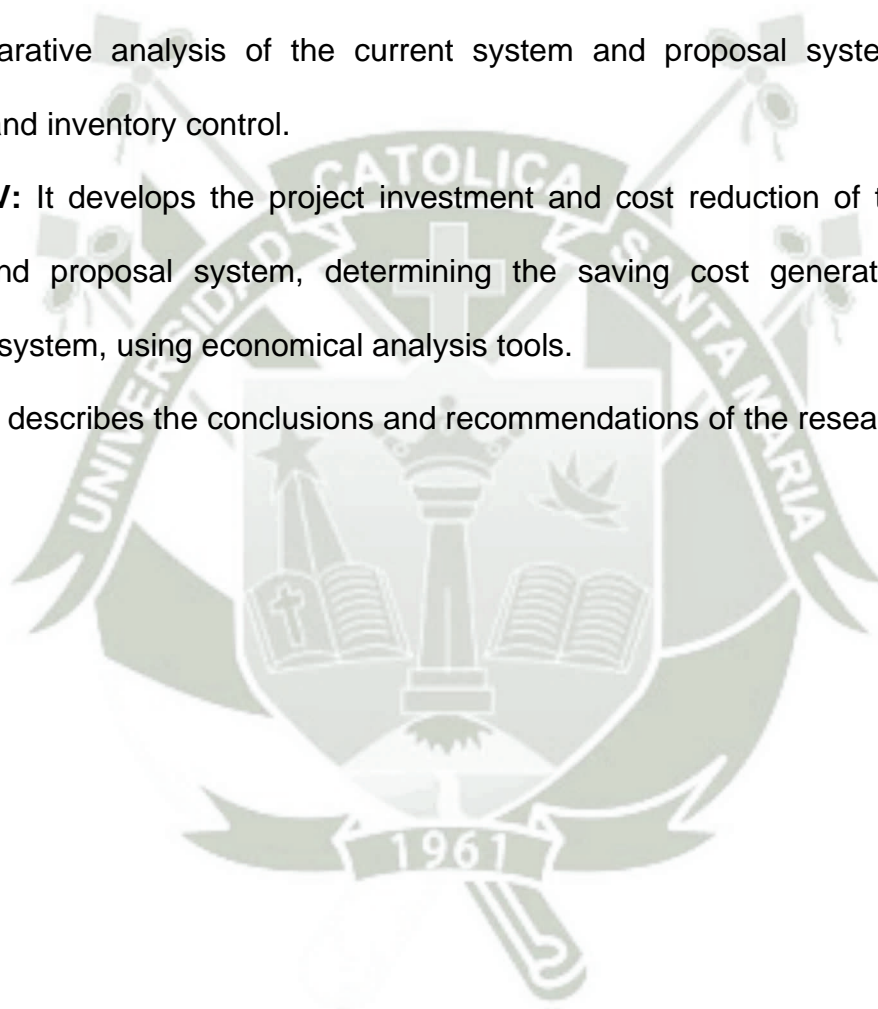 arative analysis of the current system and proposal syste
and inventory control.
V: It develops the project investment and cost reduction of t
nd proposal system, determining the saving cost generat
system, using economical analysis tools.
describes the conclusions and recommendations of the resea
UNIVERSIDAD CATOLICA SANTA MARIA
1961